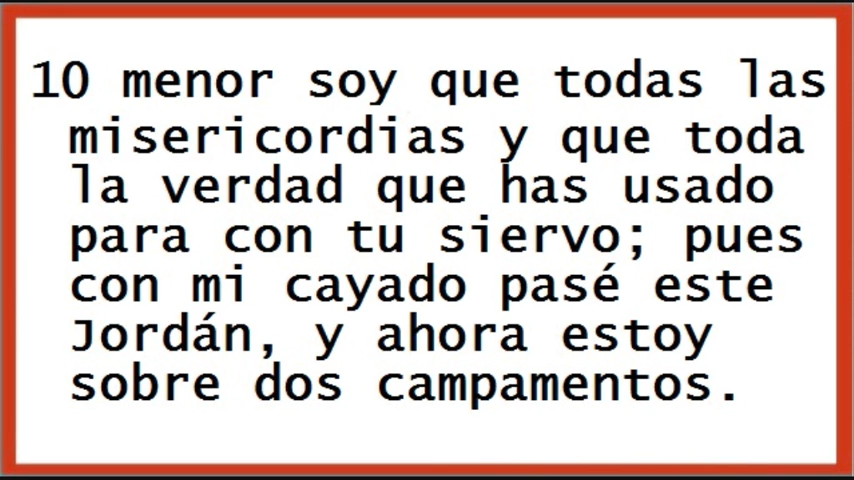 10 menor soy que todas las
misericordias y que toda
la verdad que has usado
para con tu siervo; pues
con mi cayado pasé este
Jordán, y ahora estoy
sobre dos campamentos.